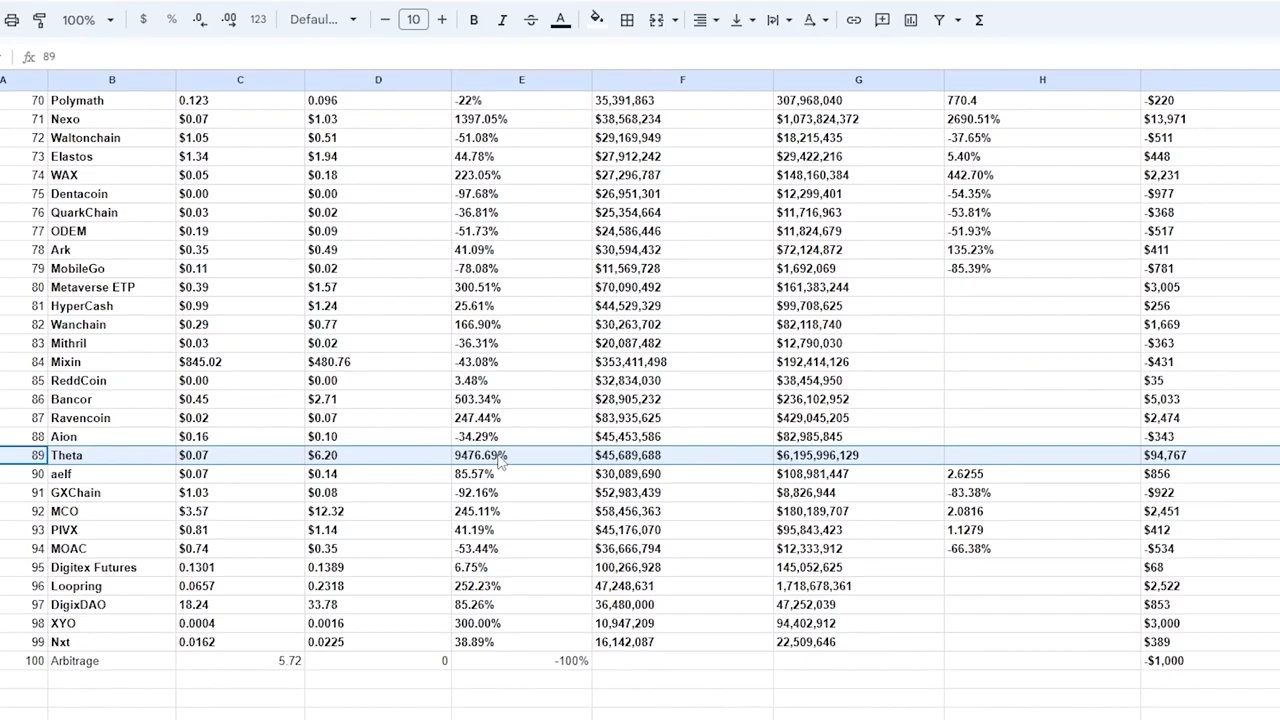 100% $ % .0 .00 123 Defaul... 10 B I A Σ
fx 89
A B C D E F G H
70 Polymath 0.123 0.096 -22% 35,391,863 307,968,040 770.4 -$220
71 Nexo $0.07 $1.03 1397.05% $38,568,234 $1,073,824,372 2690.51% $13,971
72 Waltonchain $1.05 $0.51 -51.08% $29,169,949 $18,215,435 -37.65% -$511
73 Elastos $1.34 $1.94 44.78% $27,912,242 $29,422,216 5.40% $448
74 WAX $0.05 $0.18 223.05% $27,296,787 $148,160,384 442.70% $2,231
75 Dentacoin $0.00 $0.00 -97.68% $26,951,301 $12,299,401 -54.35% -$977
76 QuarkChain $0.03 $0.02 -36.81% $25,354,664 $11,716,963 -53.81% -$368
77 ODEM $0.19 $0.09 -51.73% $24,586,446 $11,824,679 -51.93% -$517
78 Ark $0.35 $0.49 41.09% $30,594,432 $72,124,872 135.23% $411
79 MobileGo $0.11 $0.02 -78.08% $11,569,728 $1,692,069 -85.39% -$781
80 Metaverse ETP $0.39 $1.57 300.51% $70,090,492 $161,383,244 $3,005
81 HyperCash $0.99 $1.24 25.61% $44,529,329 $99,708,625 $256
82 Wanchain $0.29 $0.77 166.90% $30,263,702 $82,118,740 $1,669
83 Mithril $0.03 $0.02 -36.31% $20,087,482 $12,790,030 -$363
84 Mixin $845.02 $480.76 -43.08% $353,411,498 $192,414,126 -$431
85 ReddCoin $0.00 $0.00 3.48% $32,834,030 $38,454,950 $35
86 Bancor $0.45 $2.71 503.34% $28,905,232 $236,102,952 $5,033
87 Ravencoin $0.02 $0.07 247.44% $83,935,625 $429,045,205 $2,474
88 Aion $0.16 $0.10 -34.29% $45,453,586 $82,985,845 -$343
89 Theta $0.07 $6.20 9476.69% $45,689,688 $6,195,996,129 $94,767
90 aelf $0.07 $0.14 85.57% $30,089,690 $108,981,447 2.6255 $856
91 GXChain $1.03 $0.08 -92.16% $52,983,439 $8,826,944 -83.38% -$922
92 MCO $3.57 $12.32 245.11% $58,456,363 $180,189,707 2.0816 $2,451
93 PIVX $0.81 $1.14 41.19% $45,176,070 $95,843,423 1.1279 $412
94 MOAC $0.74 $0.35 -53.44% $36,666,794 $12,333,912 -66.38% -$534
95 Digitex Futures 0.1301 0.1389 6.75% 100,266,928 145,052,625 $68
96 Loopring 0.0657 0.2318 252.23% 47,248,631 1,718,678,361 $2,522
97 DigixDAO 18.24 33.78 85.26% 36,480,000 47,252,039 $853
98 XYO 0.0004 0.0016 300.00% 10,947,209 94,402,912 $3,000
99 Nxt 0.0162 0.0225 38.89% 16,142,087 22,509,646 $389
100 Arbitrage 5.72 0 -100% -$1,000